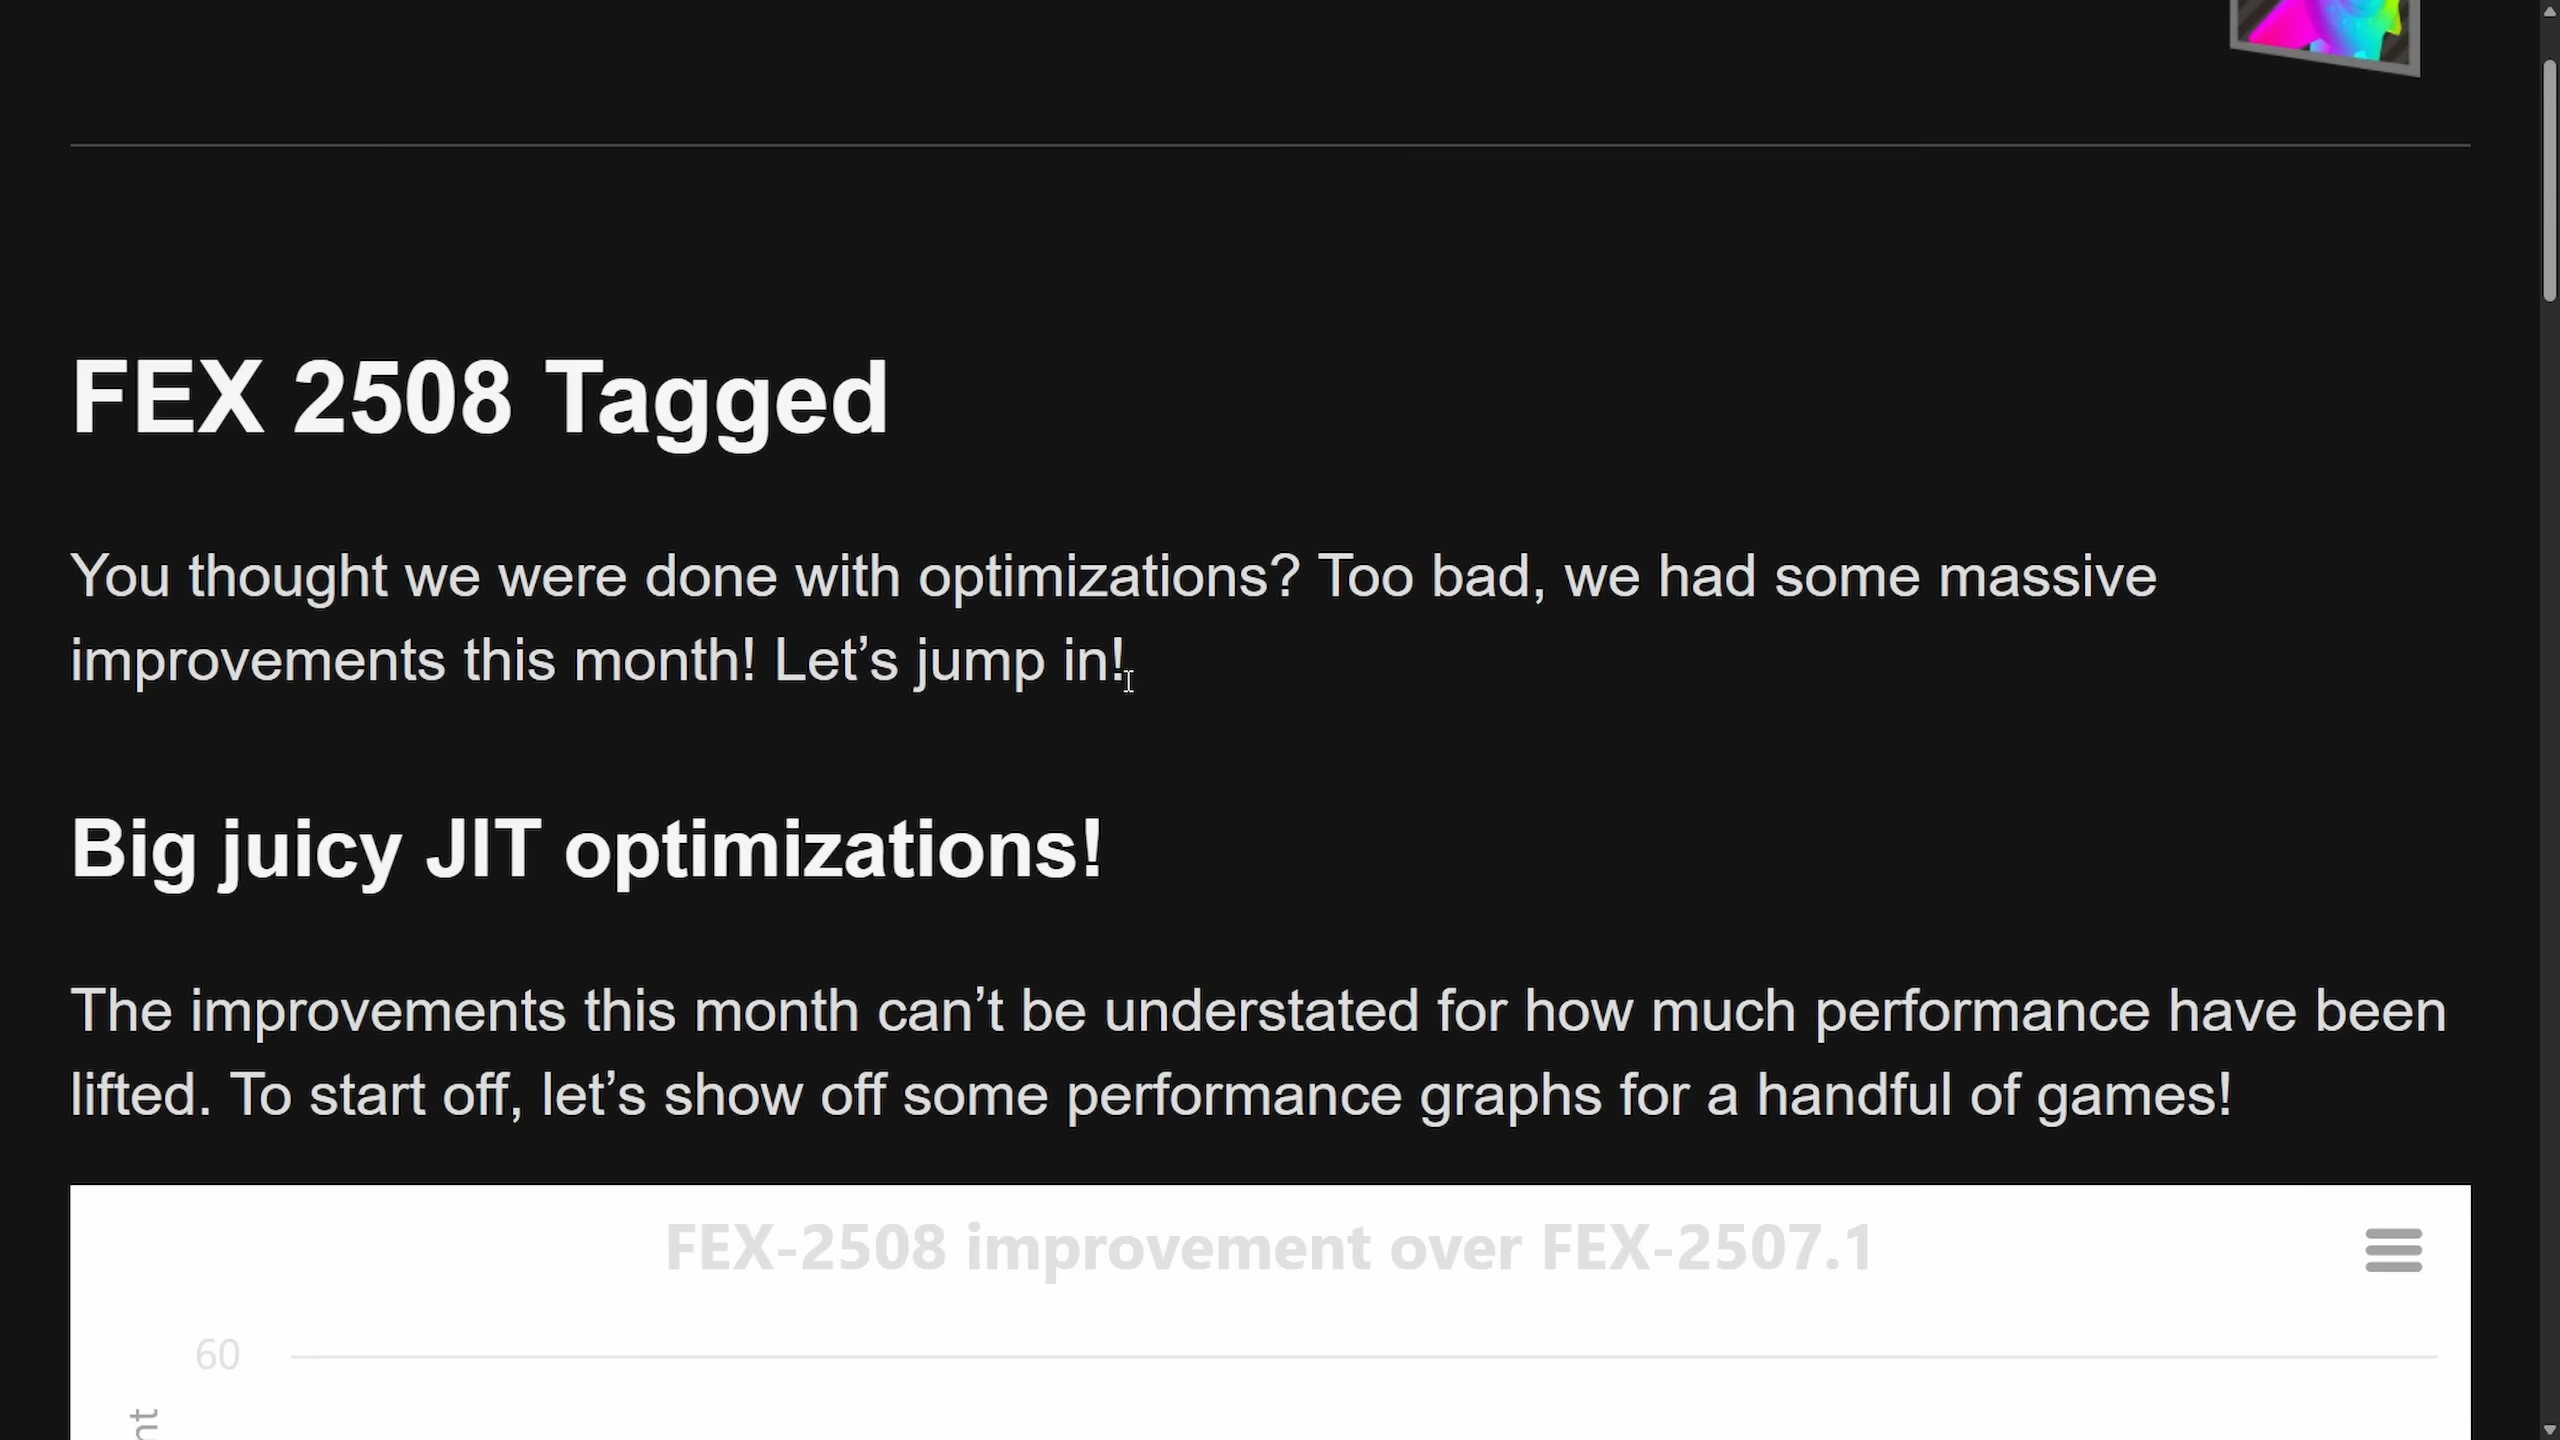 FEX 2508 Tagged
You thought we were done with optimizations? Too bad, we had some massive
improvements this month! Let’s jump in!
Big juicy JIT optimizations!
The improvements this month can’t be understated for how much performance have been
lifted. To start off, let’s show off some performance graphs for a handful of games!
FEX-2508 improvement over FEX-2507.1
60